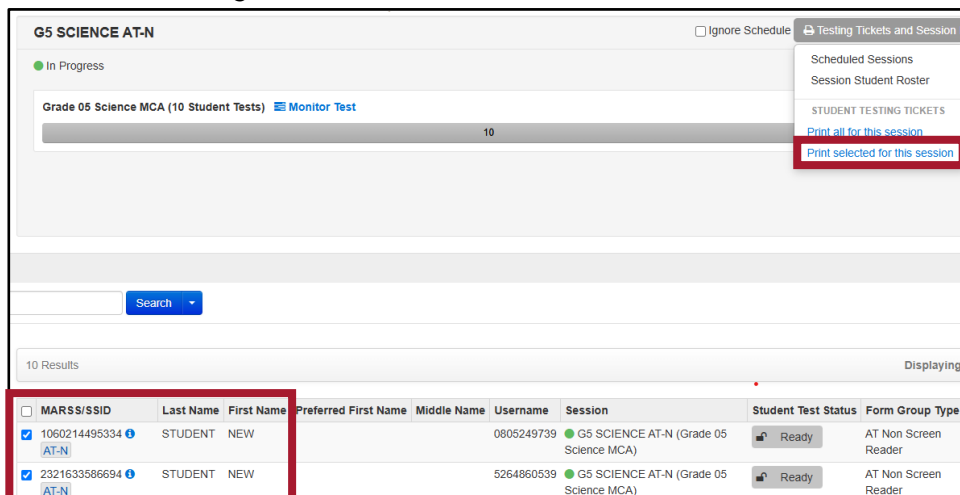 G5 SCIENCE AT-N
Ignore Schedule
Testing Tickets and Session
In Progress
Scheduled Sessions
Session Student Roster
STUDENT TESTING TICKETS
Print all for this session
Print selected for this session
Grade 05 Science MCA (10 Student Tests) Monitor Test
10
Search
10 Results
Displaying
MARSS/SSID Last Name First Name Preferred First Name Middle Name Username Session Student Test Status Form Group Type
1060214495334 STUDENT NEW 0805249739 G5 SCIENCE AT-N (Grade 05 Ready AT Non Screen
AT-N Science MCA) Reader
2321633586694 STUDENT NEW 5264860539 G5 SCIENCE AT-N (Grade 05 Ready AT Non Screen
AT-N Science MCA) Reader